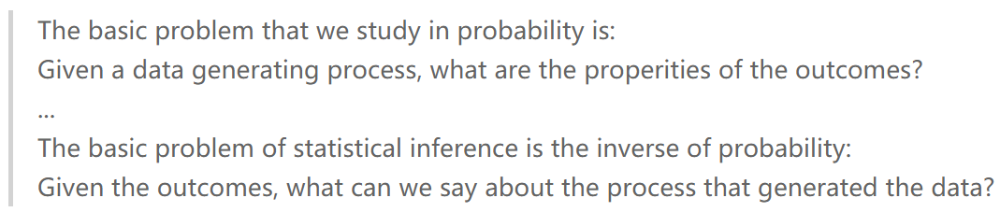 The basic problem that we study in probability is:
Given a data generating process, what are the properities of the outcomes?
...
The basic problem of statistical inference is the inverse of probability:
Given the outcomes, what can we say about the process that generated the data?